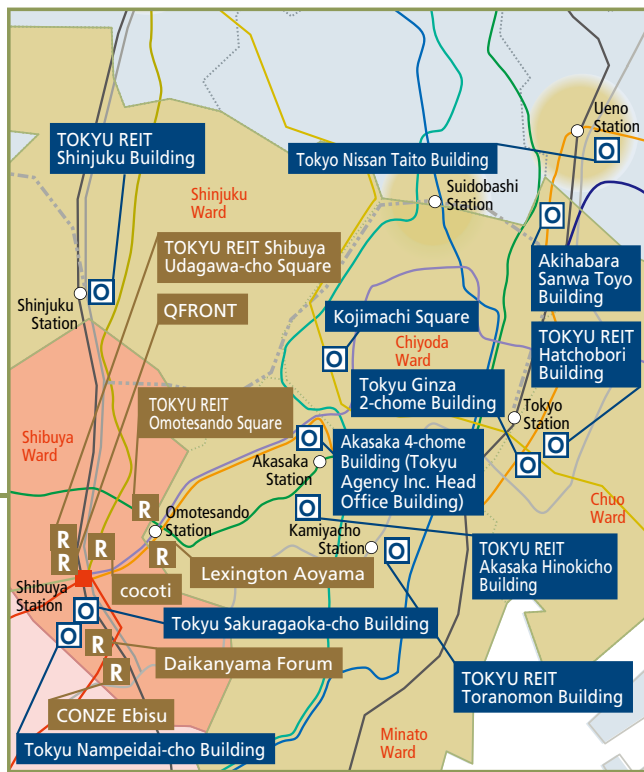 Ueno
Station
O
TOKYU REIT
Shinjuku Building
Tokyo Nissan Taito Building
Shinjuku
Ward
Suidobashi
Station
O
TOKYU REIT Shibuya
Udagawa-cho Square
Akihabara
Sanwa Toyo
Building
O
Shinjuku
Station
QFRONT
Kojimachi Square
O
Chiyoda
Ward
TOKYU REIT
Hatchobori
Building
Tokyu Ginza
2-chome Building
TOKYU REIT
Omotesando Square
Tokyo
Station
Shibuya
Ward
O
O
O
Akasaka 4-chome
Building (Tokyu
Agency Inc. Head
Office Building)
Akasaka
Station
Chuo
Ward
R
O
Omotesando
Station
Kamiyacho
Station
R
R
R
R
O
TOKYU REIT
Akasaka Hinokicho
Building
Lexington Aoyama
Shibuya
Station
cocoti
O
Tokyu Sakuragaoka-cho Building
O
R
Daikanyama Forum
R
TOKYU REIT
Toranomon Building
CONZE Ebisu
Minato
Ward
Tokyu Nampeidai-cho Building